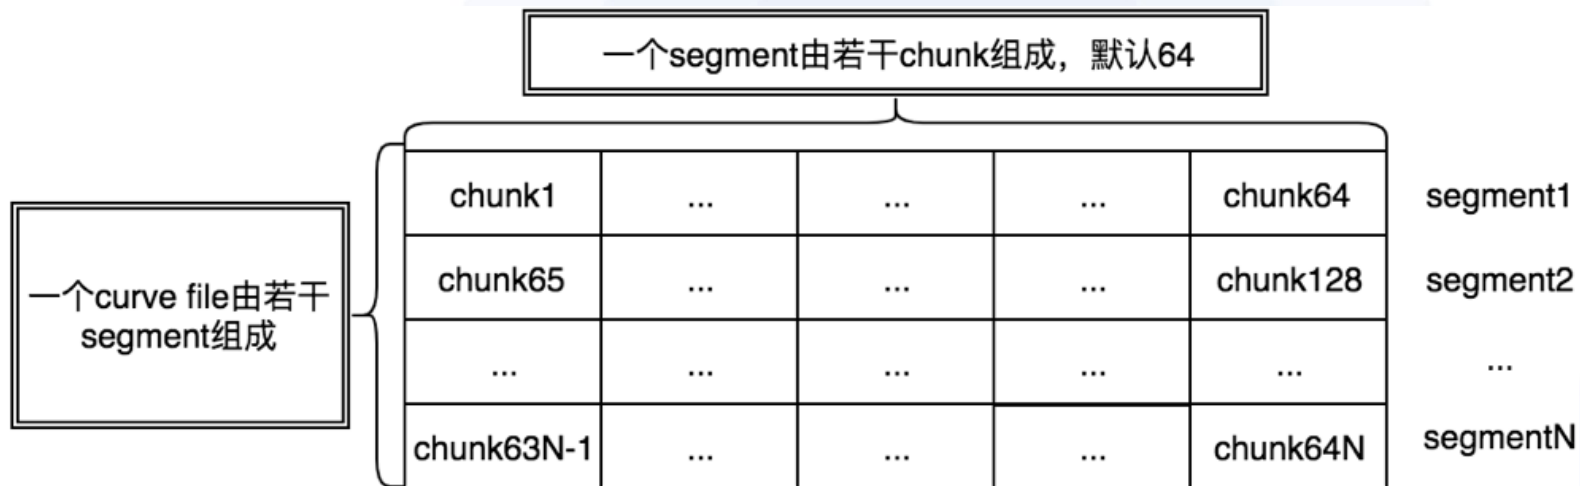 一个segment由若干chunk组成，默认64
一个curve file由若干
segment组成
chunk1 ... ... ... chunk64 segment1
chunk65 ... ... ... chunk128 segment2
... ... ... ... ... ...
chunk63N-1 ... ... ... chunk64N segmentN